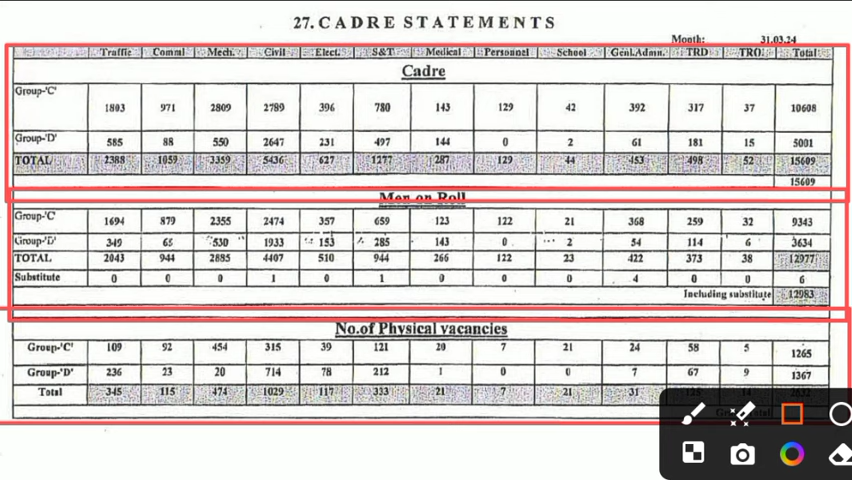 27. CADRE STATEMENTS
Month: 31.03.24
Traffic Comml Mech. Civil Elect. S&T Medical Personnel School Genl.Admn. TRD TRO Total
Cadre
Group-'C' 1803 971 2809 2789 396 780 143 129 42 392 317 37 10608
Group-'D' 585 88 550 2647 231 497 144 0 2 61 181 15 5001
TOTAL 2388 1059 3359 5436 627 1277 287 129 44 453 498 52 15609
15609
Men on Roll
Group-'C' 1694 879 2355 2474 357 659 123 122 21 368 259 32 9343
Group-'D' 349 65 530 1933 153 285 143 0 2 54 114 6 3634
TOTAL 2043 944 2885 4407 510 944 266 122 23 422 373 38 12977
Substitute 0 0 0 1 0 1 0 0 0 4 0 0 6
Including substitute 12983
No.of Physical vacancies
Group-'C' 109 92 454 315 39 121 20 7 21 24 58 5 1265
Group-'D' 236 23 20 714 78 212 1 0 0 7 67 9 1367
Total 345 115 474 1029 117 333 21 7 21 31